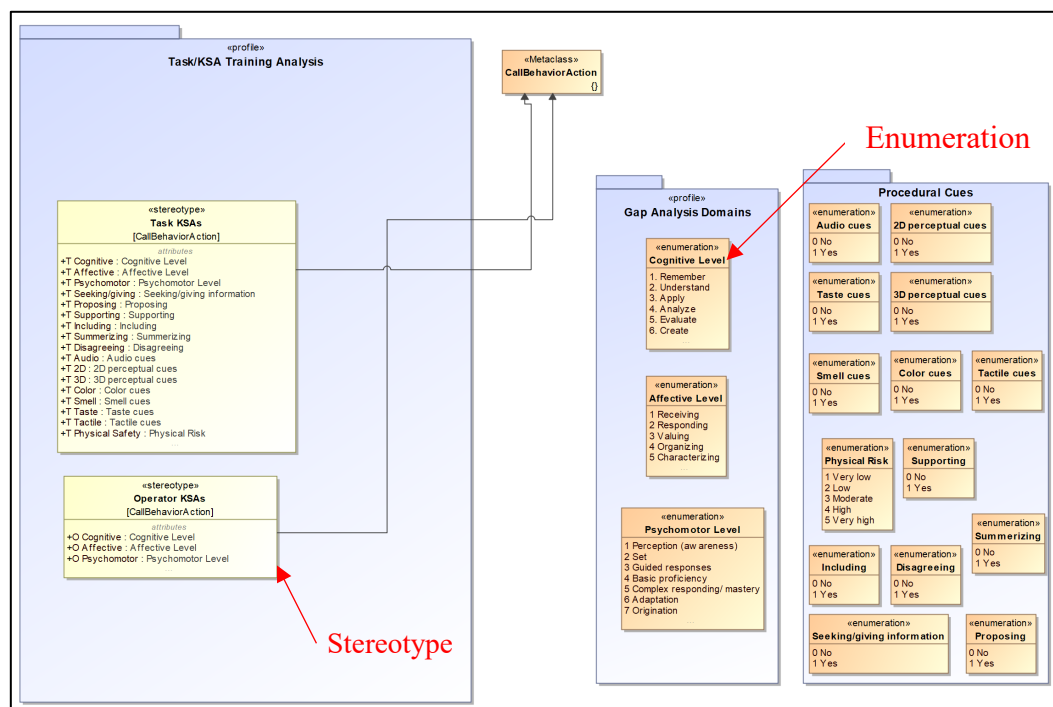 «profile»
Task/KSA Training Analysis
«stereotype»
Task KSAs
[CallBehaviorAction]
attributes
+T Cognitive : Cognitive Level
+T Affective : Affective Level
+T Psychomotor : Psychomotor Level
+T Seeking/giving : Seeking/giving information
+T Proposing : Proposing
+T Supporting : Supporting
+T Including : Including
+T Summerizing : Summerizing
+T Disagreeing : Disagreeing
+T Audio : Audio cues
+T 2D : 2D perceptual cues
+T 3D : 3D perceptual cues
+T Color : Color cues
+T Smell : Smell cues
+T Taste : Taste cues
+T Tactile : Tactile cues
+T Physical Safety : Physical Risk
«stereotype»
Operator KSAs
[CallBehaviorAction]
attributes
+O Cognitive : Cognitive Level
+O Affective : Affective Level
+O Psychomotor : Psychomotor Level
...
Stereotype
«Metaclass»
CallBehaviorAction
{}
Enumeration
«profile»
Gap Analysis Domains
«enumeration»
Cognitive Level
1. Remember
2. Understand
3. Apply
4. Analyze
5. Evaluate
6. Create
...
«enumeration»
Affective Level
1 Receiving
2 Responding
3 Valuing
4 Organizing
5 Characterizing
...
«enumeration»
Psychomotor Level
1 Perception (awareness)
2 Set
3 Guided responses
4 Basic proficiency
5 Complex responding/ mastery
6 Adaptation
7 Origination
...
Procedural Cues
«enumeration»
Audio cues
0 No
1 Yes
«enumeration»
2D perceptual cues
0 No
1 Yes
«enumeration»
Taste cues
0 No
1 Yes
«enumeration»
3D perceptual cues
0 No
1 Yes
«enumeration»
Smell cues
0 No
1 Yes
«enumeration»
Color cues
0 No
1 Yes
«enumeration»
Tactile cues
0 No
1 Yes
«enumeration»
Physical Risk
1 Very low
2 Low
3 Moderate
4 High
5 Very high
«enumeration»
Supporting
0 No
1 Yes
«enumeration»
Summerizing
0 No
1 Yes
«enumeration»
Including
0 No
1 Yes
«enumeration»
Disagreeing
0 No
1 Yes
«enumeration»
Seeking/giving information
0 No
1 Yes
«enumeration»
Proposing
0 No
1 Yes